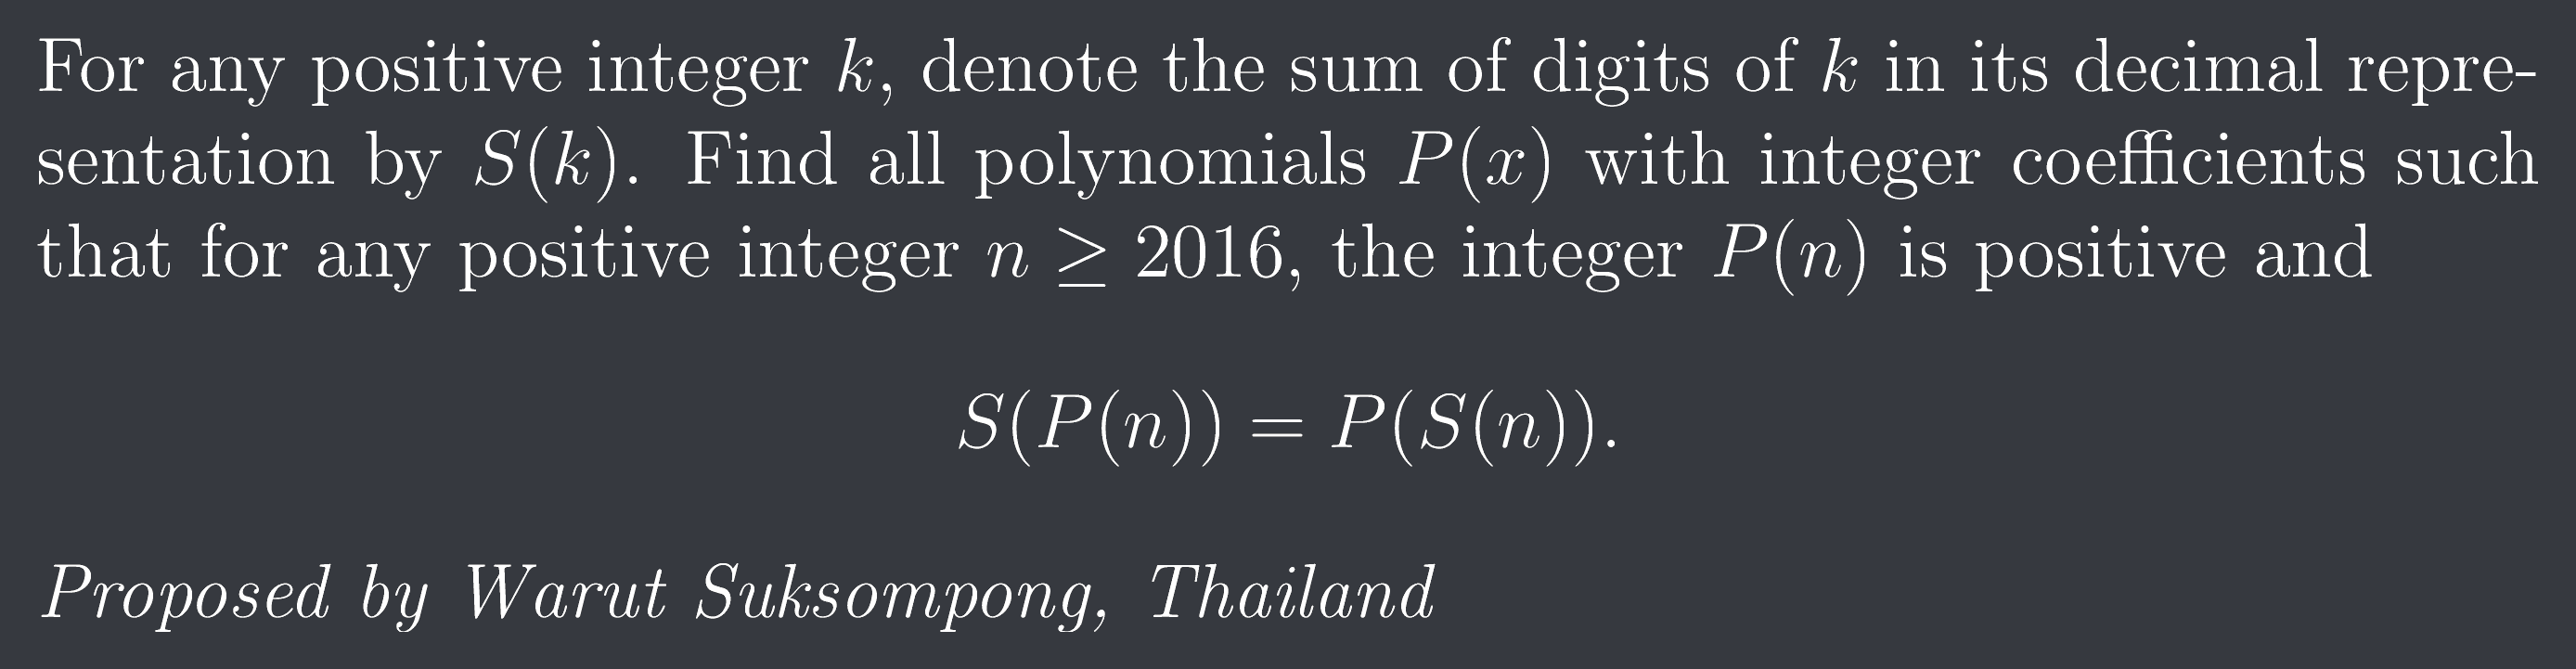 For any positive integer k, denote the sum of digits of k in its decimal repre-
sentation by S(k). Find all polynomials P(x) with integer coefficients such
that for any positive integer n ≥ 2016, the integer P(n) is positive and
S(P(n)) = P(S(n)).
Proposed by Warut Suksompong, Thailand